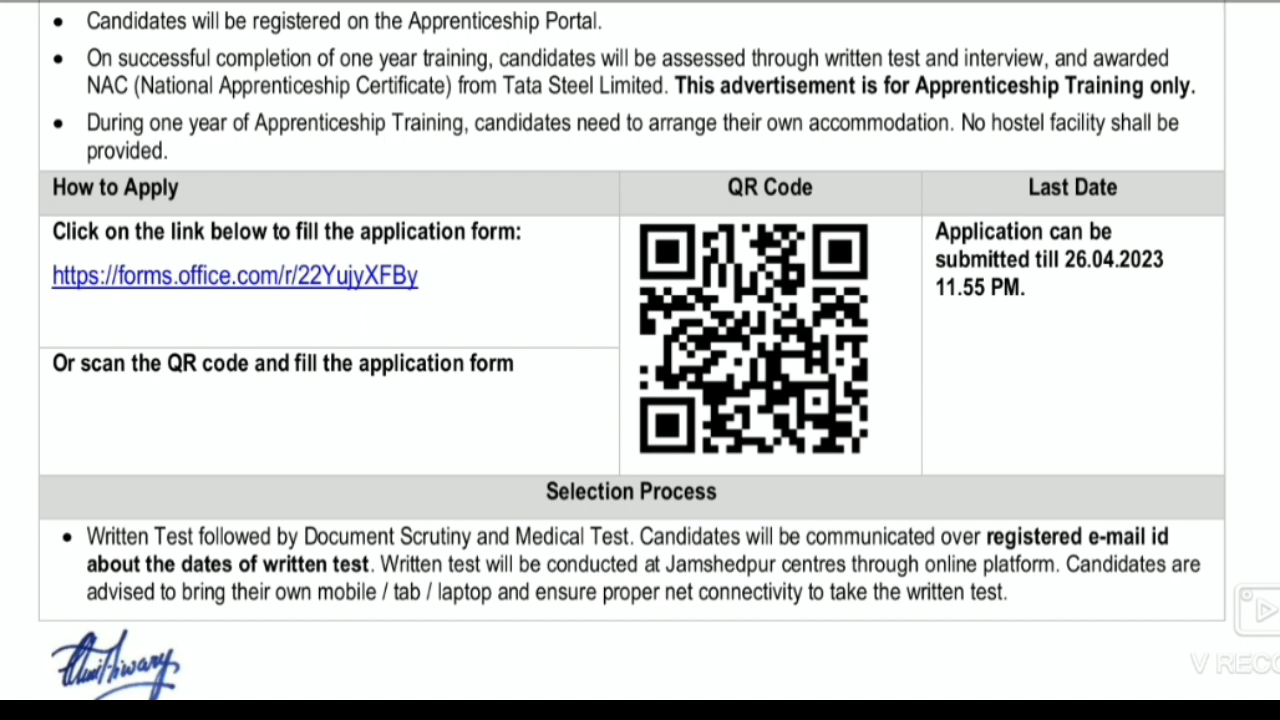 • Candidates will be registered on the Apprenticeship Portal.
• On successful completion of one year training, candidates will be assessed through written test and interview, and awarded
NAC (National Apprenticeship Certificate) from Tata Steel Limited. This advertisement is for Apprenticeship Training only.
• During one year of Apprenticeship Training, candidates need to arrange their own accommodation. No hostel facility shall be
provided.
How to Apply
QR Code
Last Date
Click on the link below to fill the application form:
https://forms.office.com/r/22YujyXFBy
Application can be
submitted till 26.04.2023
11.55 PM.
Or scan the QR code and fill the application form
Selection Process
• Written Test followed by Document Scrutiny and Medical Test. Candidates will be communicated over registered e-mail id
about the dates of written test. Written test will be conducted at Jamshedpur centres through online platform. Candidates are
advised to bring their own mobile / tab / laptop and ensure proper net connectivity to take the written test.
V RECO